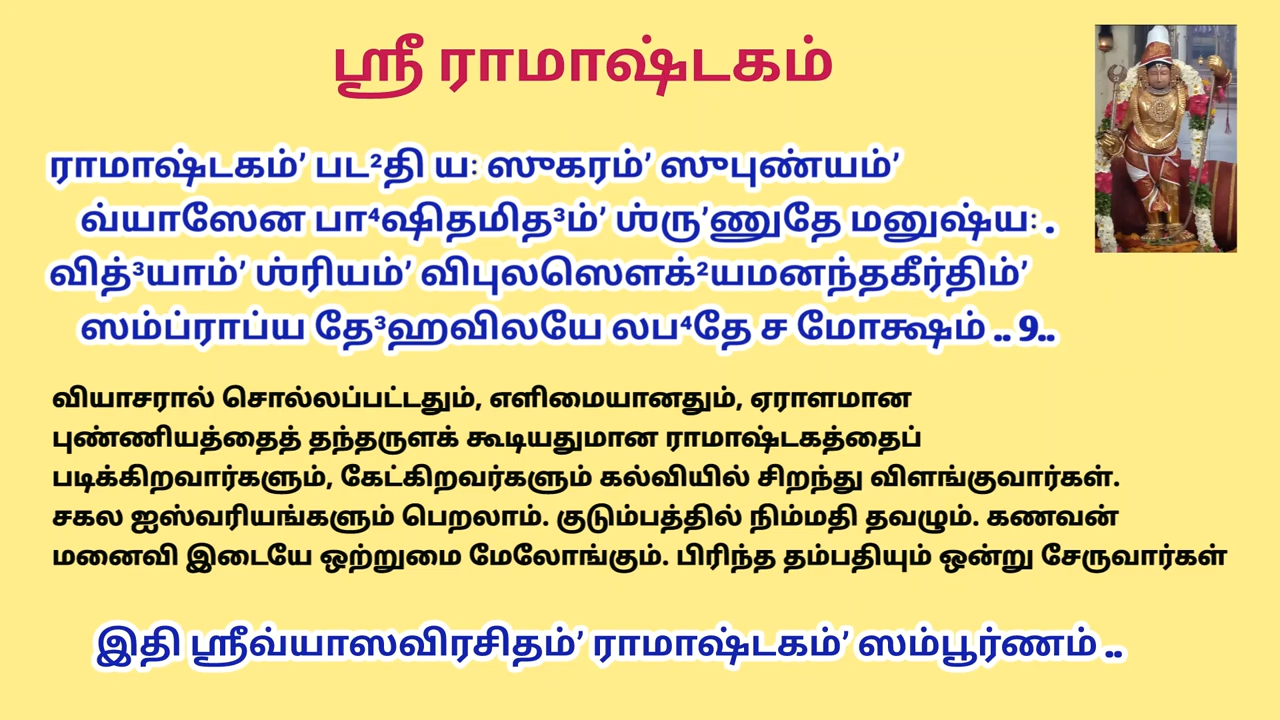 ஸ்ரீ ராமாஷ்டகம்
ராமாஷ்டகம்ʼ பட²தி ய꞉ ஸுகரம்ʼ ஸுபுண்யம்ʼ
வ்யாஸேன பா⁴ஷிதமித³ம்ʼ ஶ்ருʼணுதே மனுஷ்ய꞉ .
வித்³யாம்ʼ ஶ்ரியம்ʼ விபுலஸௌக்²யமனந்தகீர்திம்ʼ
ஸம்ப்ராப்ய தே³ஹவிலயே லப⁴தே ச மோக்ஷம் .. 9..
வியாசரால் சொல்லப்பட்டதும், எளிமையானதும், ஏராளமான
புண்ணியத்தைத் தந்தருளக் கூடியதுமான ராமாஷ்டகத்தைப்
படிக்கிறவார்களும், கேட்கிறவர்களும் கல்வியில் சிறந்து விளங்குவார்கள்.
சகல ஐஸ்வரியங்களும் பெறலாம். குடும்பத்தில் நிம்மதி தவழும். கணவன்
மனைவி இடையே ஒற்றுமை மேலோங்கும். பிரிந்த தம்பதியும் ஒன்று சேருவார்கள்
இதி ஸ்ரீவ்யாஸவிரசிதம்ʼ ராமாஷ்டகம்ʼ ஸம்பூர்ணம் ..